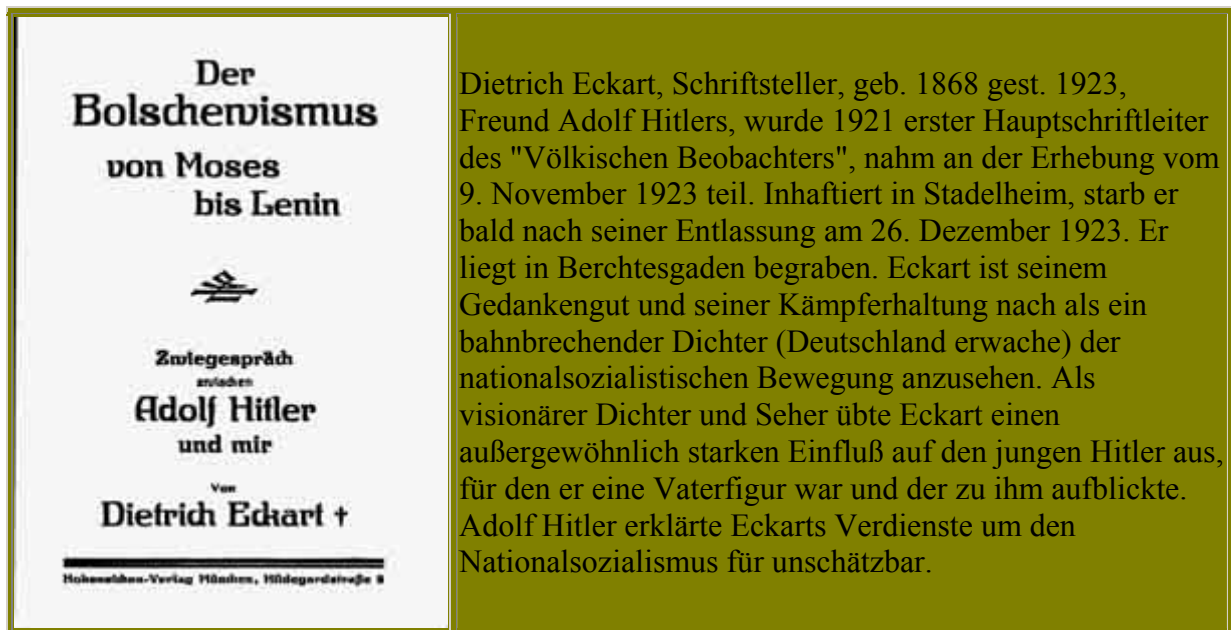 Der
Bolschewismus
von Moses
bis Lenin
Zwiegespräch
zwischen
Adolf Hitler
und mir
Von
Dietrich Eckart †
Hoheneichen-Verlag München, Hildegardstraße 9
Dietrich Eckart, Schriftsteller, geb. 1868 gest. 1923,
Freund Adolf Hitlers, wurde 1921 erster Hauptschriftleiter
des "Völkischen Beobachters", nahm an der Erhebung vom
9. November 1923 teil. Inhaftiert in Stadelheim, starb er
bald nach seiner Entlassung am 26. Dezember 1923. Er
liegt in Berchtesgaden begraben. Eckart ist seinem
Gedankengut und seiner Kämpferhaltung nach als ein
bahnbrechender Dichter (Deutschland erwache) der
nationalsozialistischen Bewegung anzusehen. Als
visionärer Dichter und Seher übte Eckart einen
außergewöhnlich starken Einfluß auf den jungen Hitler aus,
für den er eine Vaterfigur war und der zu ihm aufblickte.
Adolf Hitler erklärte Eckarts Verdienste um den
Nationalsozialismus für unschätzbar.